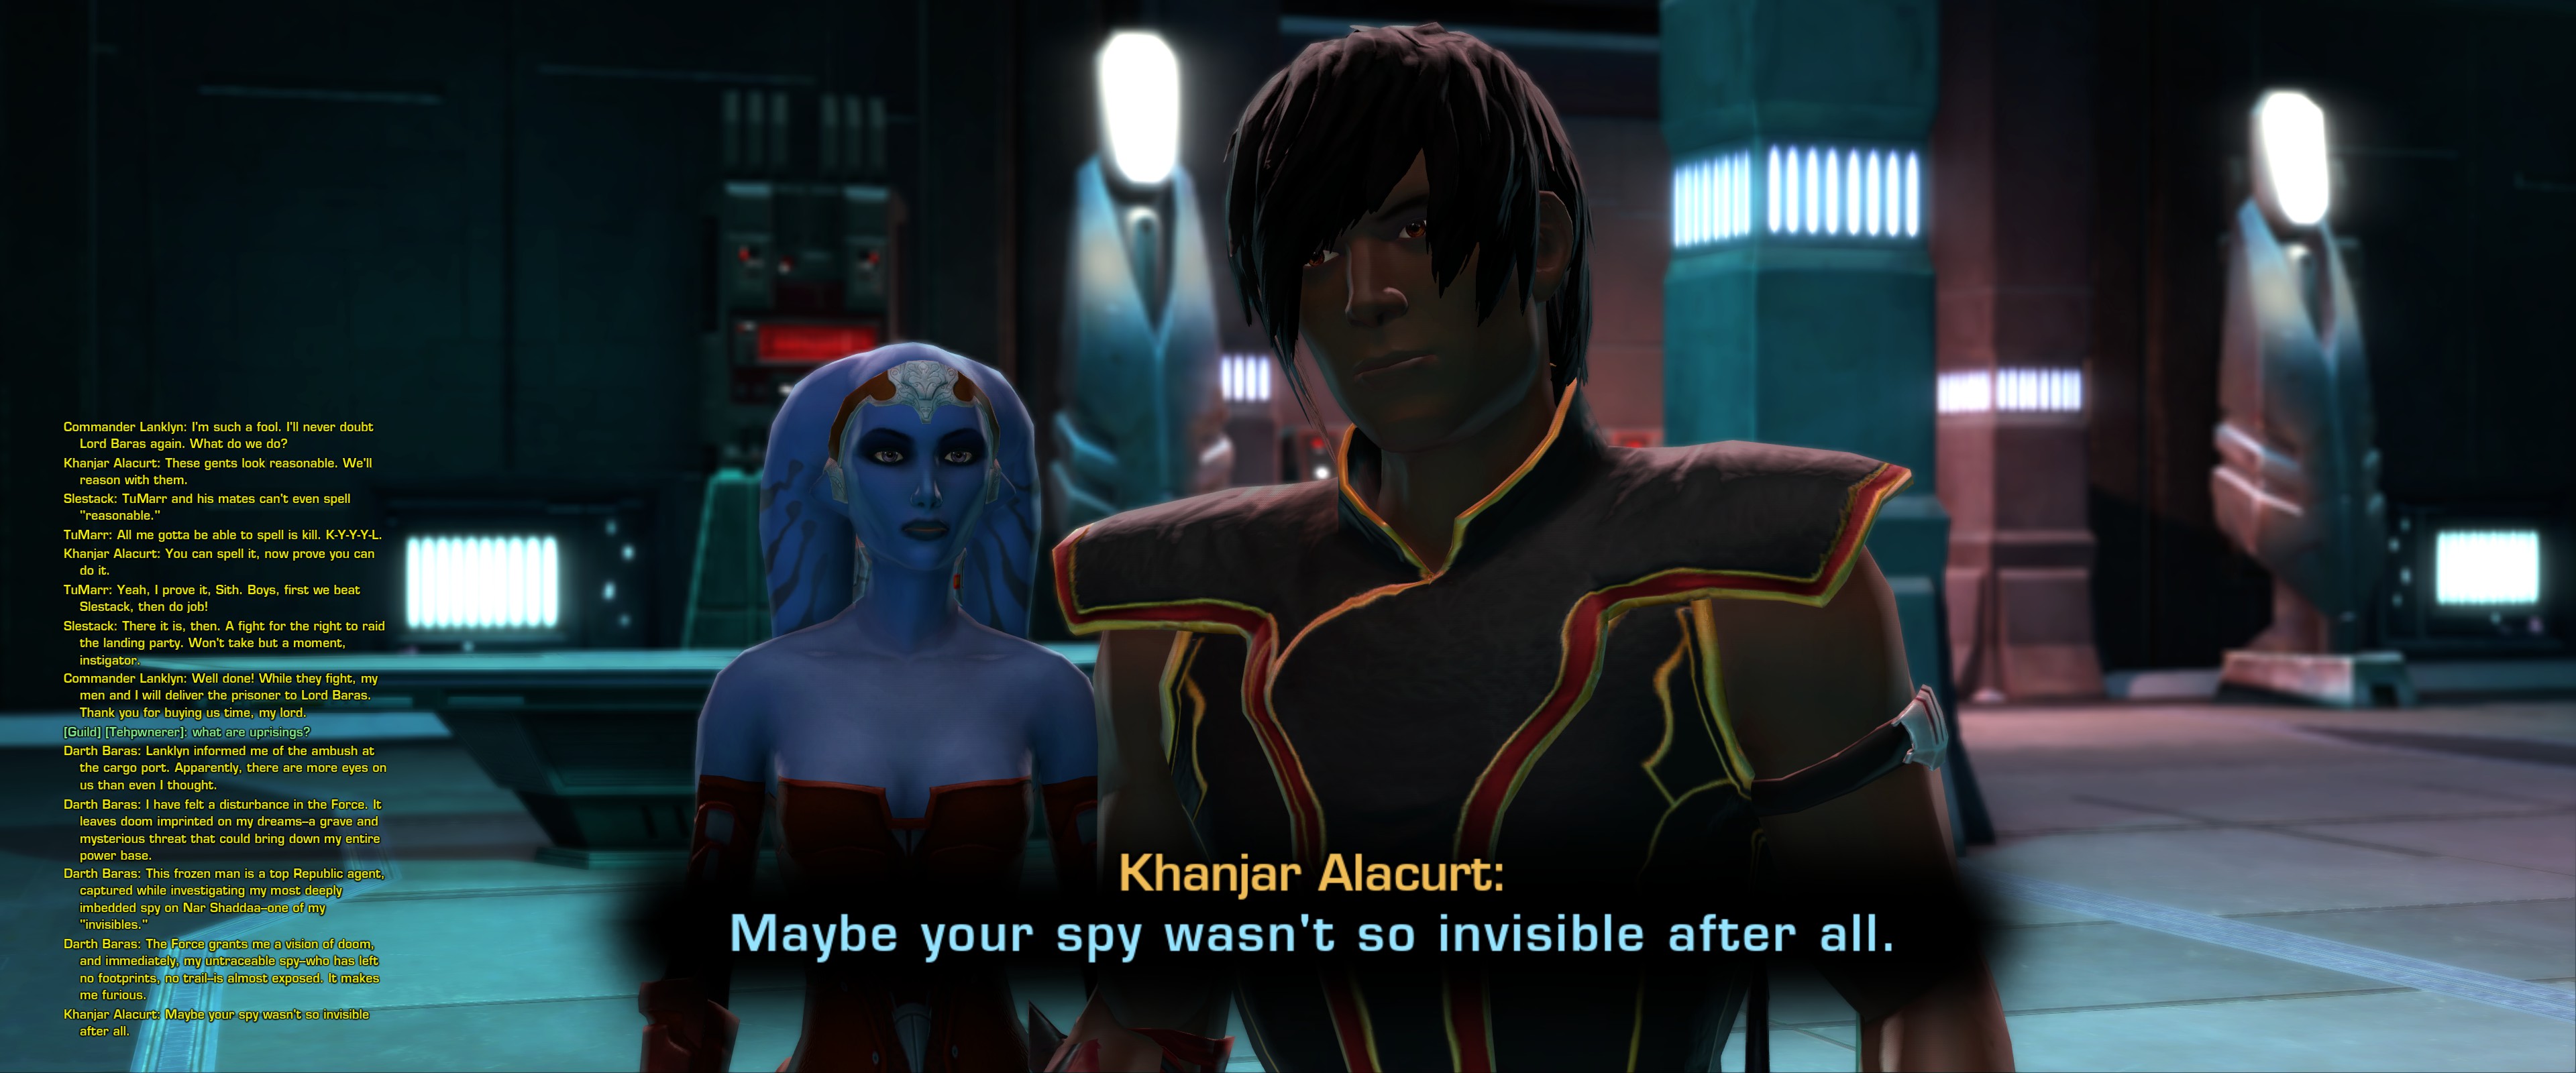 Commander Lanklyn: I'm such a fool. I'll never doubt
Lord Baras again. What do we do?
Khanjar Alacurt: These gents look reasonable. We'll
reason with them.
Slestack: TuMarr and his mates can't even spell
"reasonable."
TuMarr: All me gotta be able to spell is kill. K-Y-Y-Y-L.
Khanjar Alacurt: You can spell it, now prove you can
do it.
TuMarr: Yeah, I prove it, Sith. Boys, first we beat
Slestack, then do job!
Slestack: There it is, then. A fight for the right to raid
the landing party. Won't take but a moment,
instigator.
Commander Lanklyn: Well done! While they fight, my
men and I will deliver the prisoner to Lord Baras.
Thank you for buying us time, my lord.
[Guild] [Tehpwnerer]: what are uprisings?
Darth Baras: Lanklyn informed me of the ambush at
the cargo port. Apparently, there are more eyes on
us than even I thought.
Darth Baras: I have felt a disturbance in the Force. It
leaves doom imprinted on my dreams–a grave and
mysterious threat that could bring down my entire
power base.
Darth Baras: This frozen man is a top Republic agent,
captured while investigating my most deeply
imbedded spy on Nar Shaddaa–one of my
"invisibles."
Darth Baras: The Force grants me a vision of doom,
and immediately, my untraceable spy–who has left
no footprints, no trail–is almost exposed. It makes
me furious.
Khanjar Alacurt: Maybe your spy wasn't so invisible
after all.
Khanjar Alacurt:
Maybe your spy wasn't so invisible after all.